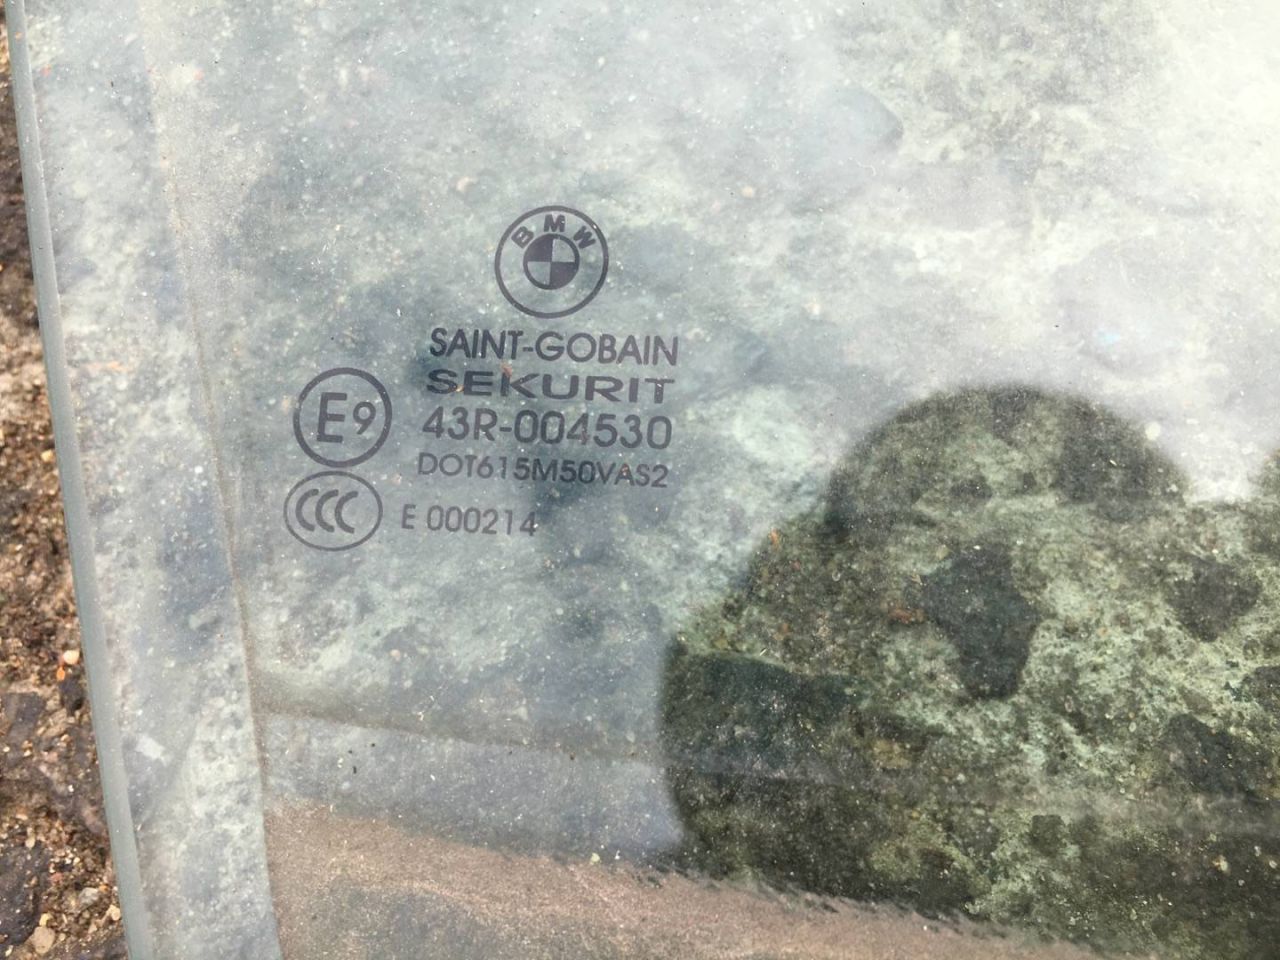 BMW
SAINT-GOBAIN
SEKURIT
E9
43R-004530
DOT615M50VAS2
CCC
E 000214